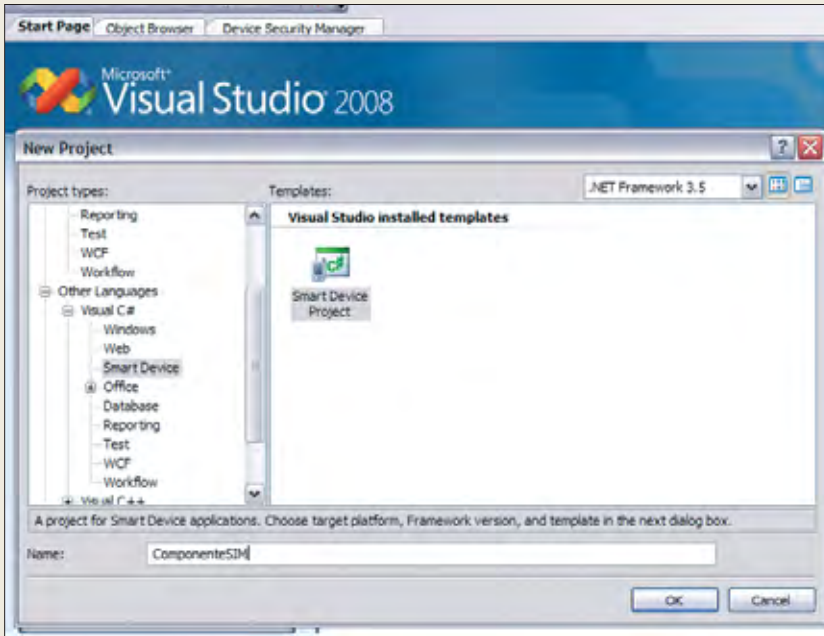 Start Page Object Browser Device Security Manager
Microsoft
Visual Studio 2008
New Project
Project types:
Templates:
.NET Framework 3.5
Reporting
Test
WCF
Workflow
Other Languages
Visual C#
Windows
Web
Smart Device
Office
Database
Reporting
Test
WCF
Workflow
Visual C++
Visual Studio installed templates
Smart Device
Project
A project for Smart Device applications. Choose target platform, Framework version, and template in the next dialog box.
Name:
ComponenteSIM
OK
Cancel